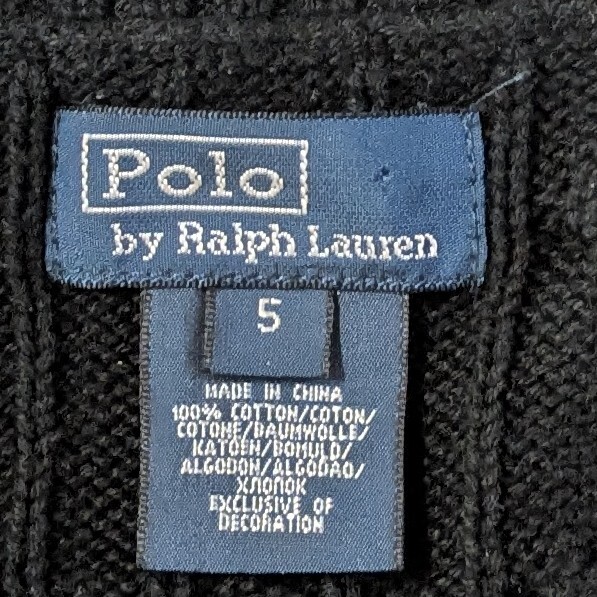 Polo
by Ralph Lauren
5
MADE IN CHINA
100% COTTON/COTON/
COTONE/BAUMWOLLE/
KATOEN/BOMULD/
ALGODON/ALGODAO/
ХЛОПОК
EXCLUSIVE OF
DECORATION